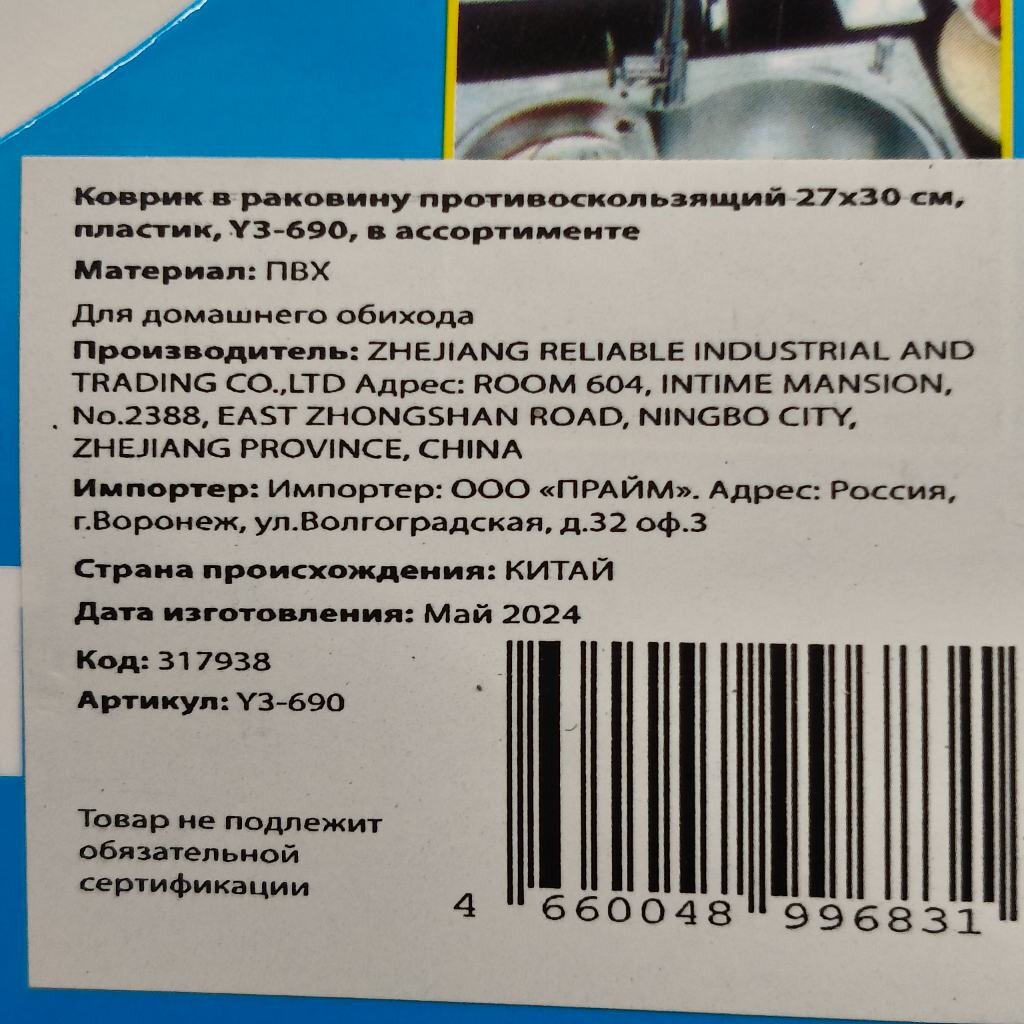 Коврик в раковину противоскользящий 27х30 см,
пластик, Y3-690, в ассортименте
Материал: ПВХ
Для домашнего обихода
Производитель: ZHEJIANG RELIABLE INDUSTRIAL AND
TRADING CO.,LTD Адрес: ROOM 604, INTIME MANSION,
No.2388, EAST ZHONGSHAN ROAD, NINGBO CITY,
ZHEJIANG PROVINCE, CHINA
Импортер: Импортер: ООО «ПРАЙМ». Адрес: Россия,
г.Воронеж, ул.Волгоградская, д.32 оф.3
Страна происхождения: КИТАЙ
Дата изготовления: Май 2024
Код: 317938
Артикул: Y3-690
Товар не подлежит
обязательной
сертификации
4 660048 996831